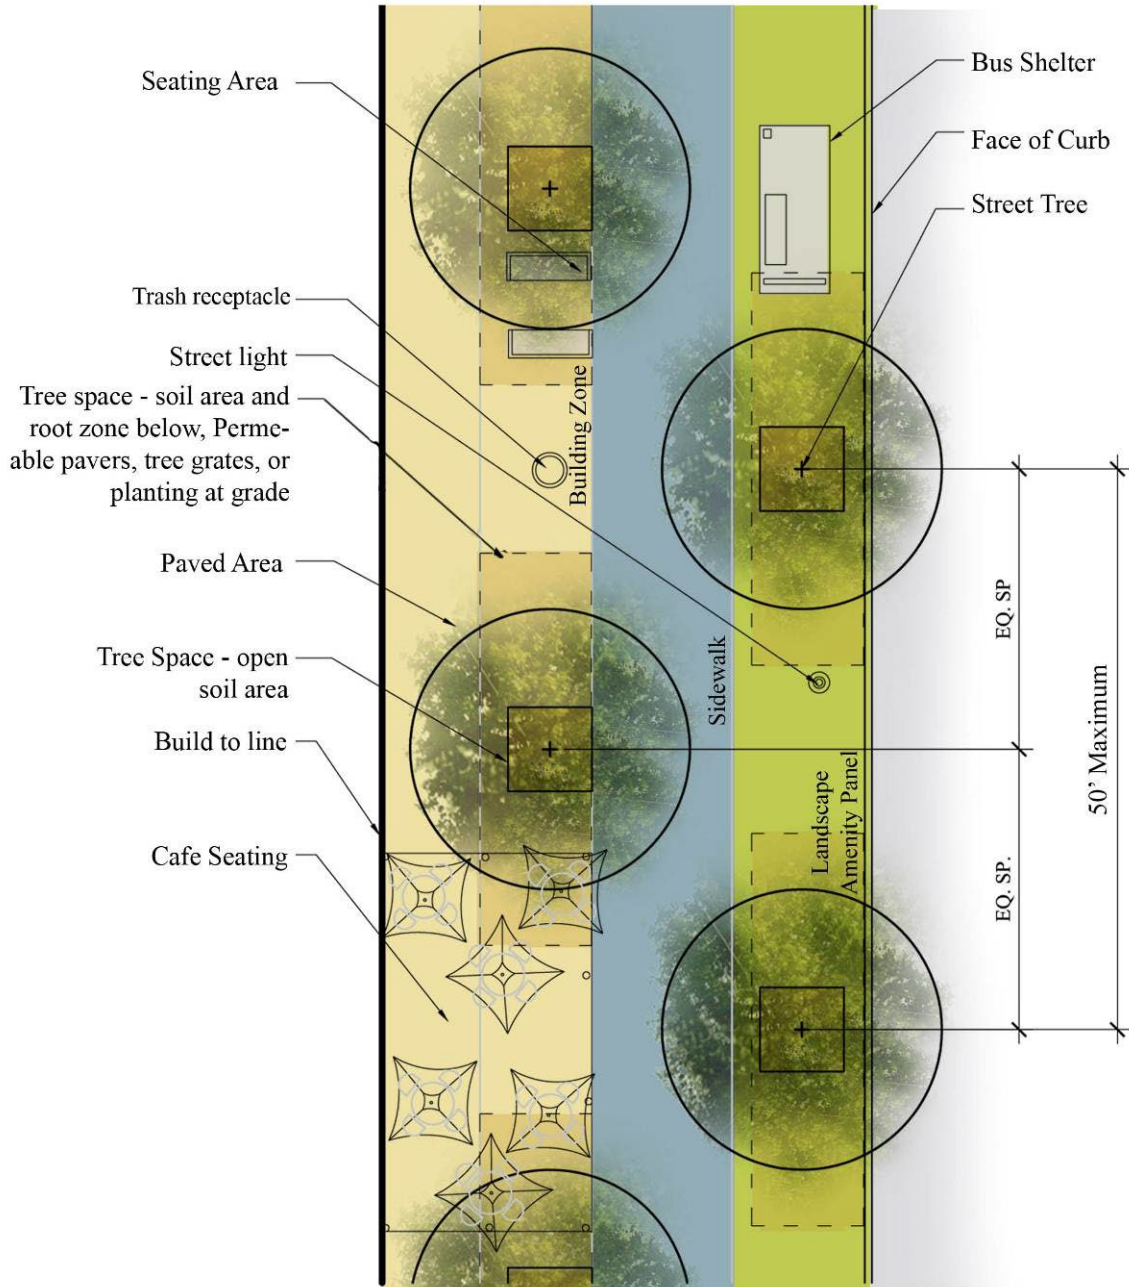 Seating Area
Trash receptacle
Street light
Tree space - soil area and
root zone below, Perme-
able pavers, tree grates, or
planting at grade
Paved Area
Tree Space - open
soil area
Build to line
Cafe Seating
Building Zone
Sidewalk
Landscape
Amenity Panel
Bus Shelter
Face of Curb
Street Tree
EQ. SP
EQ. SP.
50’ Maximum